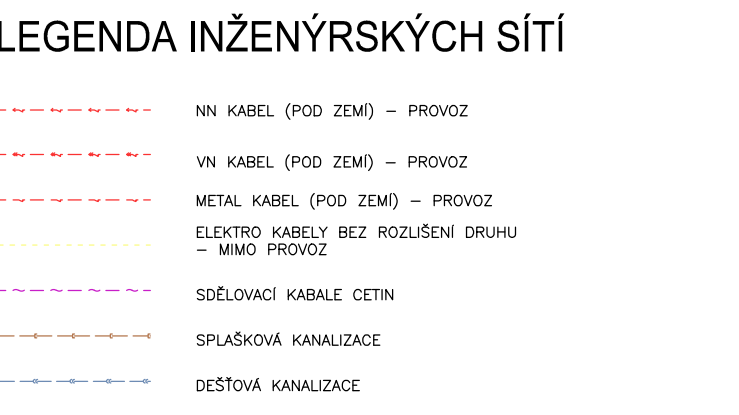 LEGENDA INŽENÝRSKÝCH SÍTÍ
NN KABEL (POD ZEMÍ) – PROVOZ
VN KABEL (POD ZEMÍ) – PROVOZ
METAL KABEL (POD ZEMÍ) – PROVOZ
ELEKTRO KABELY BEZ ROZLIŠENÍ DRUHU
– MIMO PROVOZ
SDĚLOVACÍ KABALE CETIN
SPLAŠKOVÁ KANALIZACE
DEŠŤOVÁ KANALIZACE